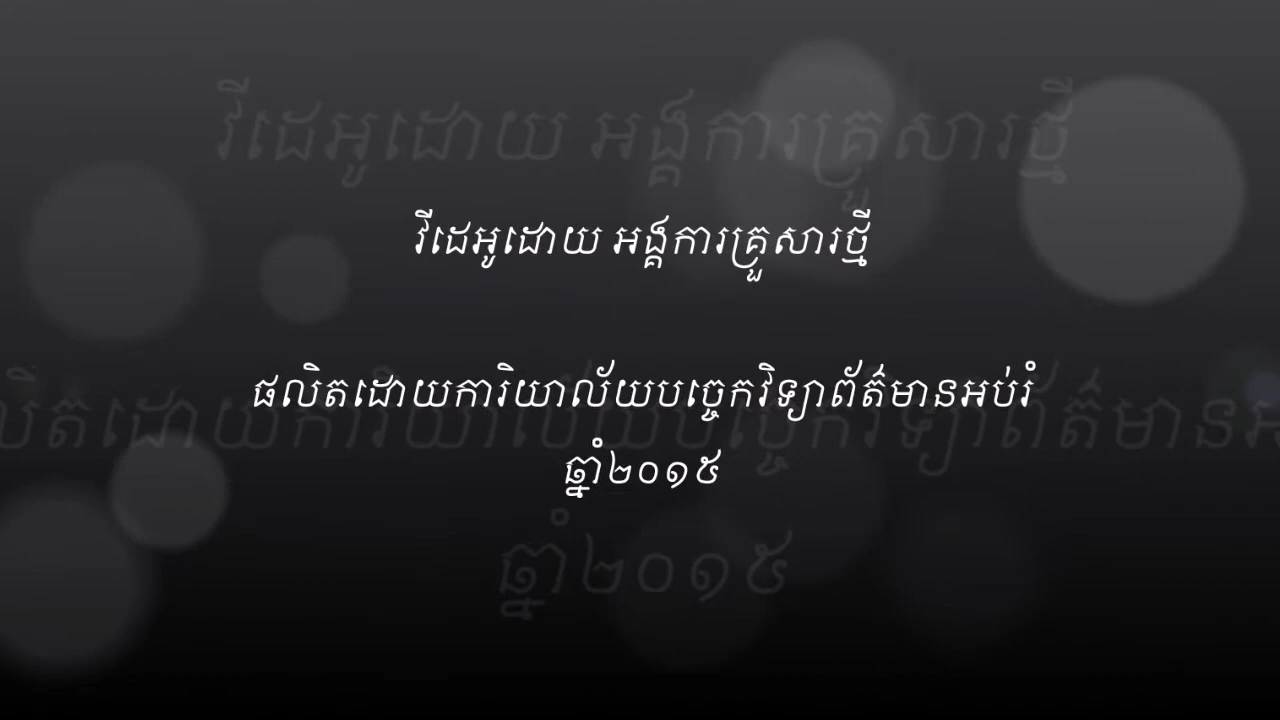 វីដេអូដោយ អង្គការគ្រួសារថ្មី
ផលិតដោយការិយាល័យបច្ចេកវិទ្យាព័ត៌មានអប់រំ
ឆ្នាំ២០១៥